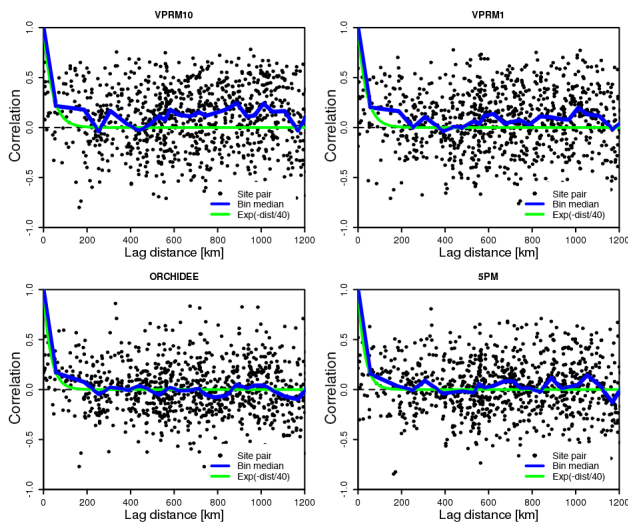 VPRM10
Correlation
1.0
0.5
0.0
-0.5
-1.0
Site pair
Bin median
Exp(-dist/40)
0 200 400 600 800 1000 1200
Lag distance [km]
VPRM1
Correlation
1.0
0.5
0.0
-0.5
-1.0
Site pair
Bin median
Exp(-dist/40)
0 200 400 600 800 1000 1200
Lag distance [km]
ORCHIDEE
Correlation
1.0
0.5
0.0
-0.5
-1.0
Site pair
Bin median
Exp(-dist/40)
0 200 400 600 800 1000 1200
Lag distance [km]
5PM
Correlation
1.0
0.5
0.0
-0.5
-1.0
Site pair
Bin median
Exp(-dist/40)
0 200 400 600 800 1000 1200
Lag distance [km]